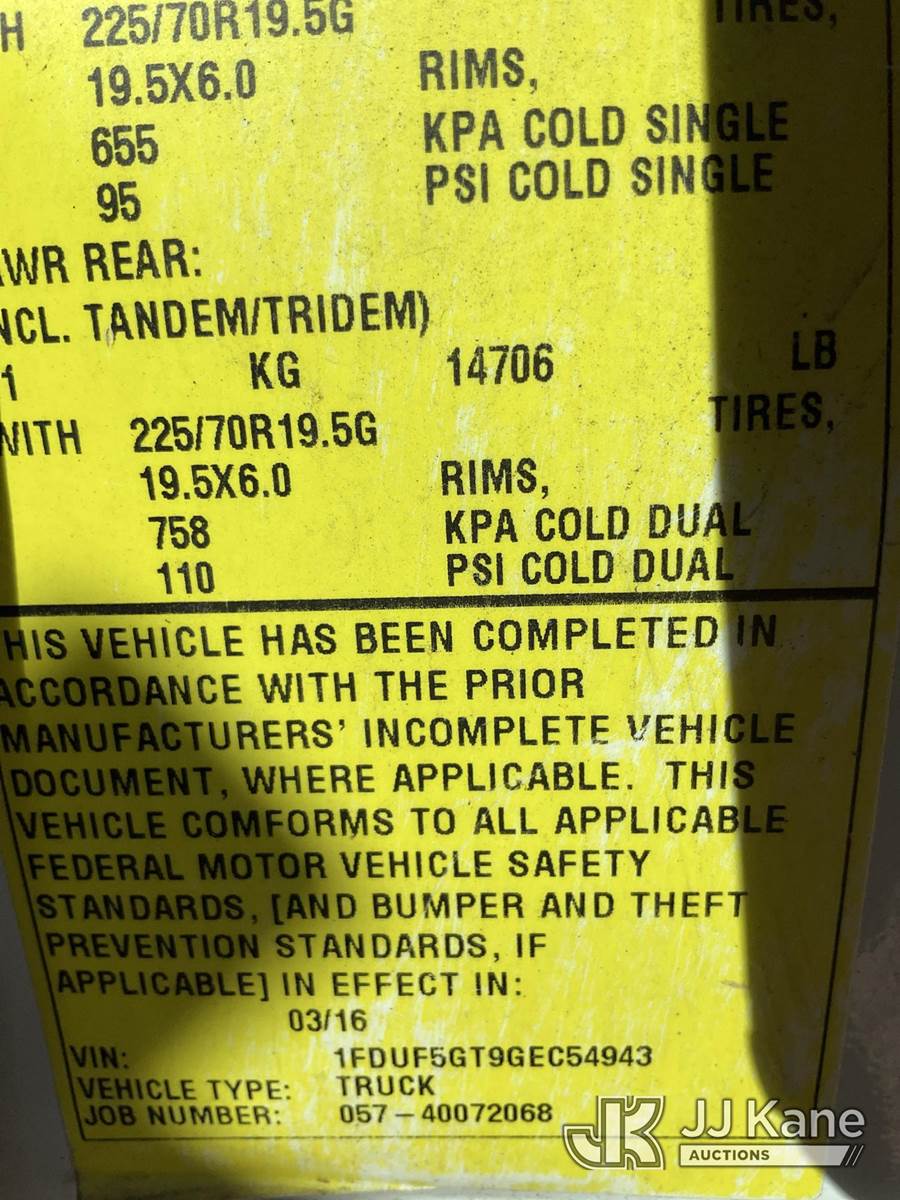 H 225/70R19.5G TIRES,
19.5X6.0 RIMS,
655 KPA COLD SINGLE
95 PSI COLD SINGLE
AWR REAR:
NCL. TANDEM/TRIDEM)
1 KG 14706 LB
WITH 225/70R19.5G TIRES,
19.5X6.0 RIMS,
758 KPA COLD DUAL
110 PSI COLD DUAL
THIS VEHICLE HAS BEEN COMPLETED IN
ACCORDANCE WITH THE PRIOR
MANUFACTURERS' INCOMPLETE VEHICLE
DOCUMENT, WHERE APPLICABLE. THIS
VEHICLE COMFORMS TO ALL APPLICABLE
FEDERAL MOTOR VEHICLE SAFETY
STANDARDS, [AND BUMPER AND THEFT
PREVENTION STANDARDS, IF
APPLICABLE] IN EFFECT IN:
03/16
VIN: 1FDUF5GT9GEC54943
VEHICLE TYPE: TRUCK
JOB NUMBER: 057-40072068
JK JJ Kane
AUCTIONS